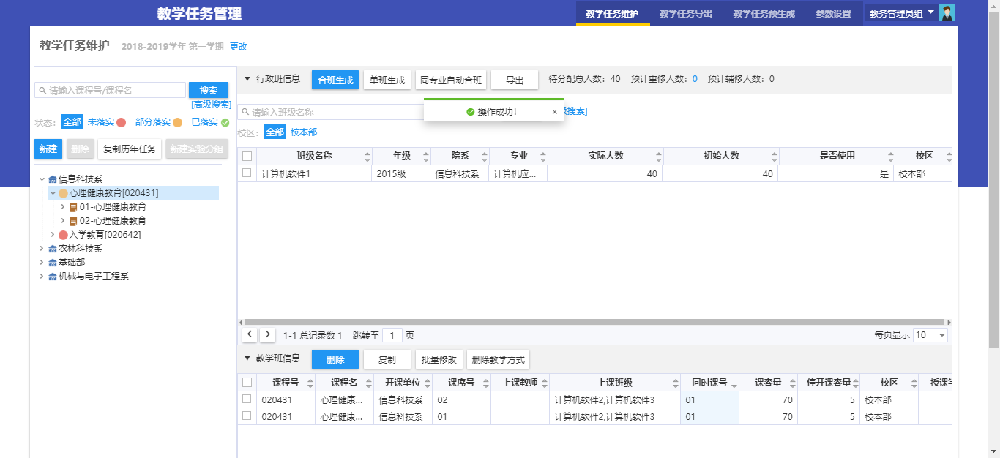 教学任务管理
教学任务维护 教学任务导出 教学任务预生成 参数设置 教务管理员组
教学任务维护 2018-2019学年 第一学期 更改
请输入课程号/课程名 搜索
[高级搜索]
状态: 全部 未落实 部分落实 已落实
新建 删除 复制历年任务 新建实验分组
信息科技系
心理健康教育[020431]
01-心理健康教育
02-心理健康教育
入学教育[020642]
农林科技系
基础部
机械与电子工程系
行政班信息 合班生成 单班生成 同专业自动合班 导出 待分配总人数: 40 预计重修人数: 0 预计辅修人数: 0
操作成功! ×
请输入班级名称 搜索]
校区: 全部 校本部
班级名称 年级 院系 专业 实际人数 初始人数 是否使用 校区
计算机软件1 2015级 信息科技系 计算机应... 40 40 是 校本部
1-1 总记录数 1 跳转至 1 页 每页显示 10
教学班信息 删除 复制 批量修改 删除教学方式
课程号 课程名 开课单位 课序号 上课教师 上课班级 同时课号 课容量 停开课容量 校区 授课
020431 心理健康... 信息科技系 02 计算机软件2,计算机软件3 01 70 5 校本部
020431 心理健康... 信息科技系 01 计算机软件2,计算机软件3 01 70 5 校本部